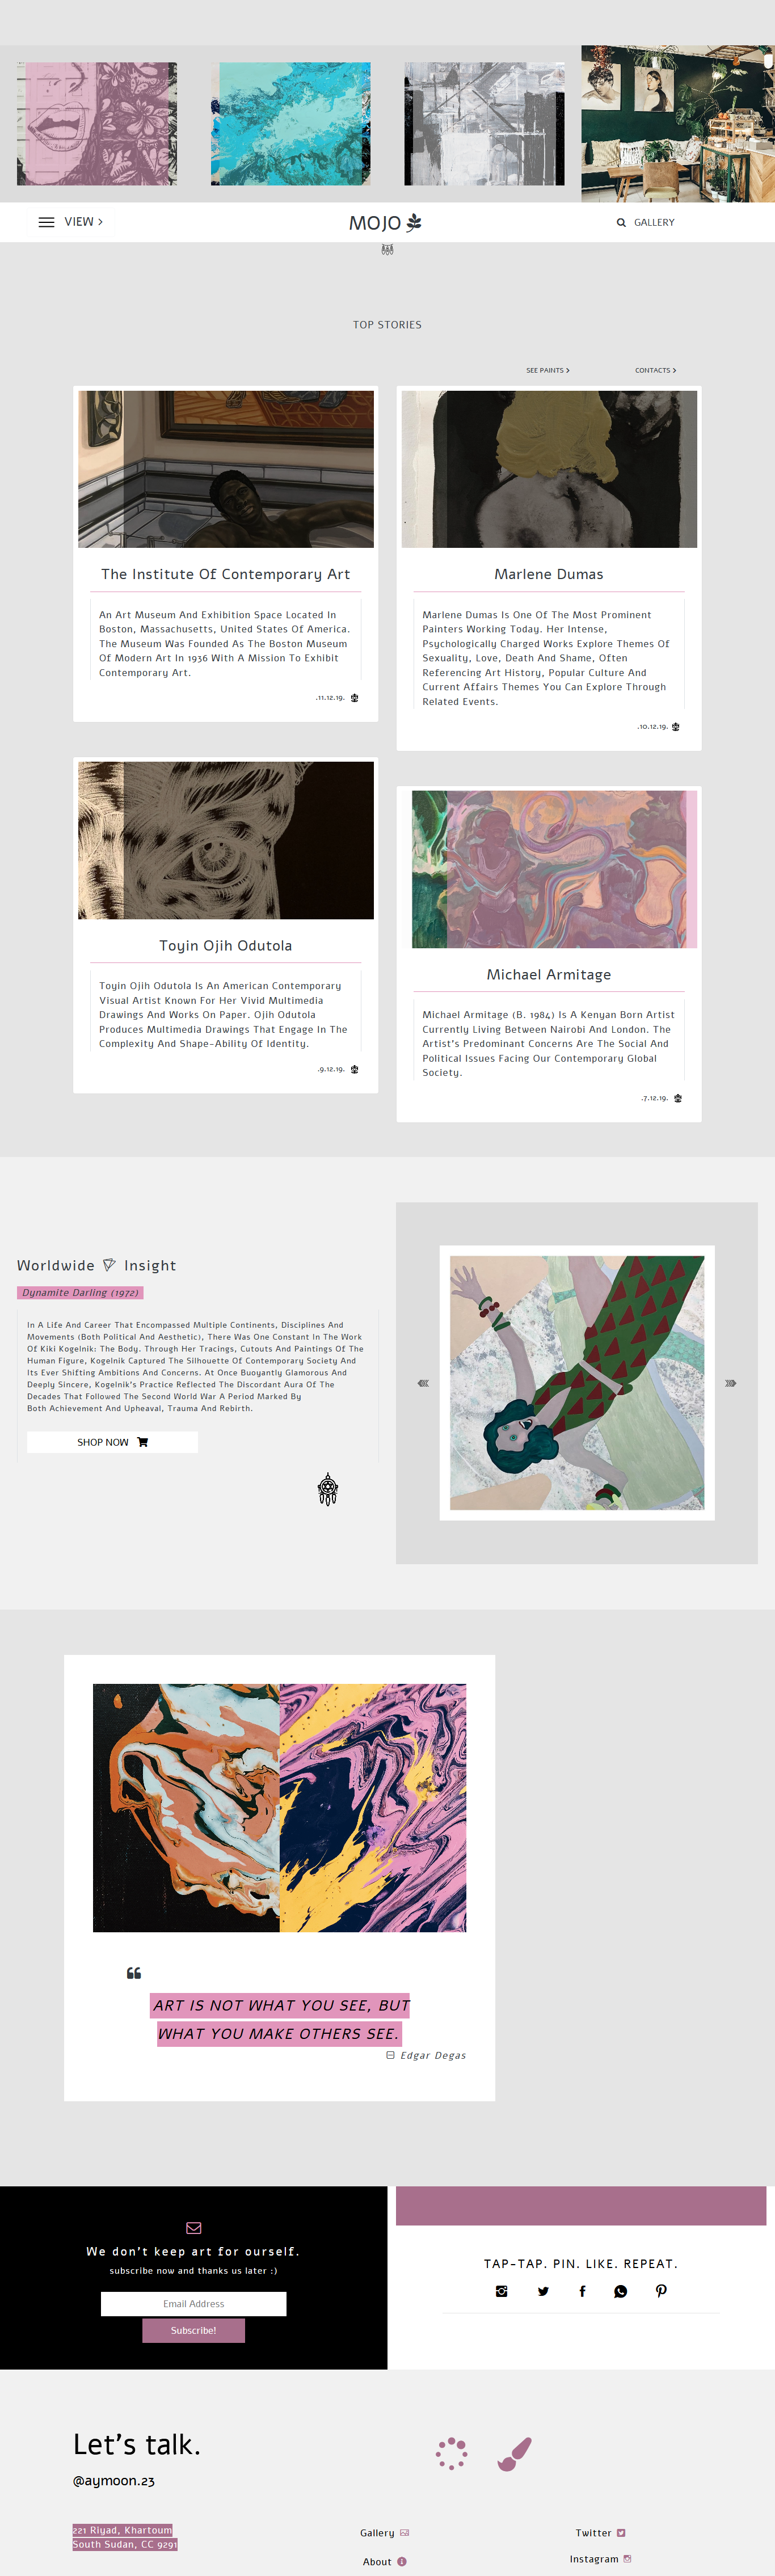 VIEW
MOJO
GALLERY
TOP STORIES
SEE PAINTS
CONTACTS
The Institute Of Contemporary Art
An Art Museum And Exhibition Space Located In
Boston, Massachusetts, United States Of America.
The Museum Was Founded As The Boston Museum
Of Modern Art In 1936 With A Mission To Exhibit
Contemporary Art.
.11.12.19.
Marlene Dumas
Marlene Dumas Is One Of The Most Prominent
Painters Working Today. Her Intense,
Psychologically Charged Works Explore Themes Of
Sexuality, Love, Death And Shame, Often
Referencing Art History, Popular Culture And
Current Affairs Themes You Can Explore Through
Related Events.
.10.12.19.
Toyin Ojih Odutola
Toyin Ojih Odutola Is An American Contemporary
Visual Artist Known For Her Vivid Multimedia
Drawings And Works On Paper. Ojih Odutola
Produces Multimedia Drawings That Engage In The
Complexity And Shape-Ability Of Identity.
.9.12.19.
Michael Armitage
Michael Armitage (B. 1984) Is A Kenyan Born Artist
Currently Living Between Nairobi And London. The
Artist's Predominant Concerns Are The Social And
Political Issues Facing Our Contemporary Global
Society.
.7.12.19.
Worldwide Insight
Dynamite Darling (1972)
In A Life And Career That Encompassed Multiple Continents, Disciplines And
Movements (Both Political And Aesthetic), There Was One Constant In The Work
Of Kiki Kogelnik: The Body. Through Her Tracings, Cutouts And Paintings Of The
Human Figure, Kogelnik Captured The Silhouette Of Contemporary Society And
Its Ever Shifting Ambitions And Concerns. At Once Buoyantly Glamorous And
Deeply Sincere, Kogelnik's Practice Reflected The Discordant Aura Of The
Decades That Followed The Second World War A Period Marked By
Both Achievement And Upheaval, Trauma And Rebirth.
SHOP NOW
ART IS NOT WHAT YOU SEE, BUT
WHAT YOU MAKE OTHERS SEE.
Edgar Degas
We don't keep art for ourself.
subscribe now and thanks us later :)
Email Address
Subscribe!
TAP-TAP. PIN. LIKE. REPEAT.
Let's talk.
@aymoon.23
221 Riyad, Khartoum
South Sudan, CC 9291
Gallery
About
Twitter
Instagram